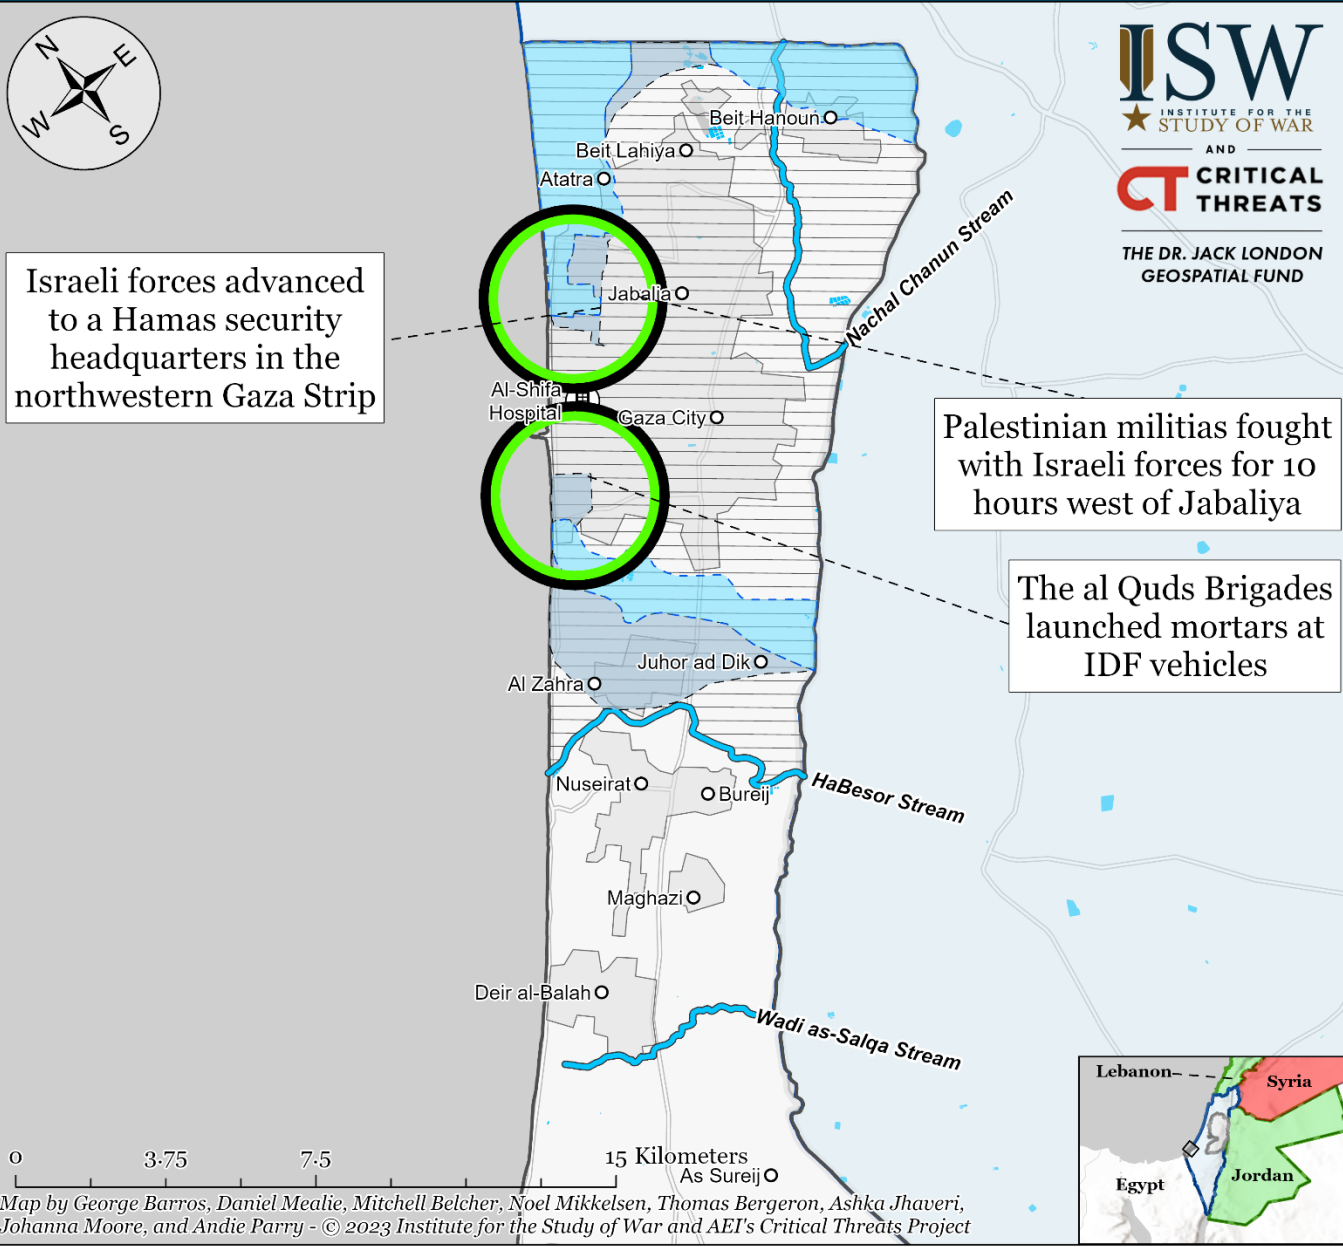 N
E
W
S
ISW
INSTITUTE FOR THE
STUDY OF WAR
AND
CT CRITICAL
THREATS
THE DR. JACK LONDON
GEOSPATIAL FUND
Beit Hanoun
Beit Lahiya
Atatra
Nachal Chanun Stream
Israeli forces advanced
to a Hamas security
headquarters in the
northwestern Gaza Strip
Jabalia
Al-Shifa
Hospital
Gaza City
Palestinian militias fought
with Israeli forces for 10
hours west of Jabaliya
The al Quds Brigades
launched mortars at
IDF vehicles
Juhor ad Dik
Al Zahra
Nuseirat
Bureij
HaBesor Stream
Maghazi
Deir al-Balah
Wadi as-Salqa Stream
Lebanon
Syria
Egypt
Jordan
0 3.75 7.5 15 Kilometers
As Sureij
Map by George Barros, Daniel Mealie, Mitchell Belcher, Noel Mikkelsen, Thomas Bergeron, Ashka Jhaveri,
Johanna Moore, and Andie Parry - © 2023 Institute for the Study of War and AEI's Critical Threats Project